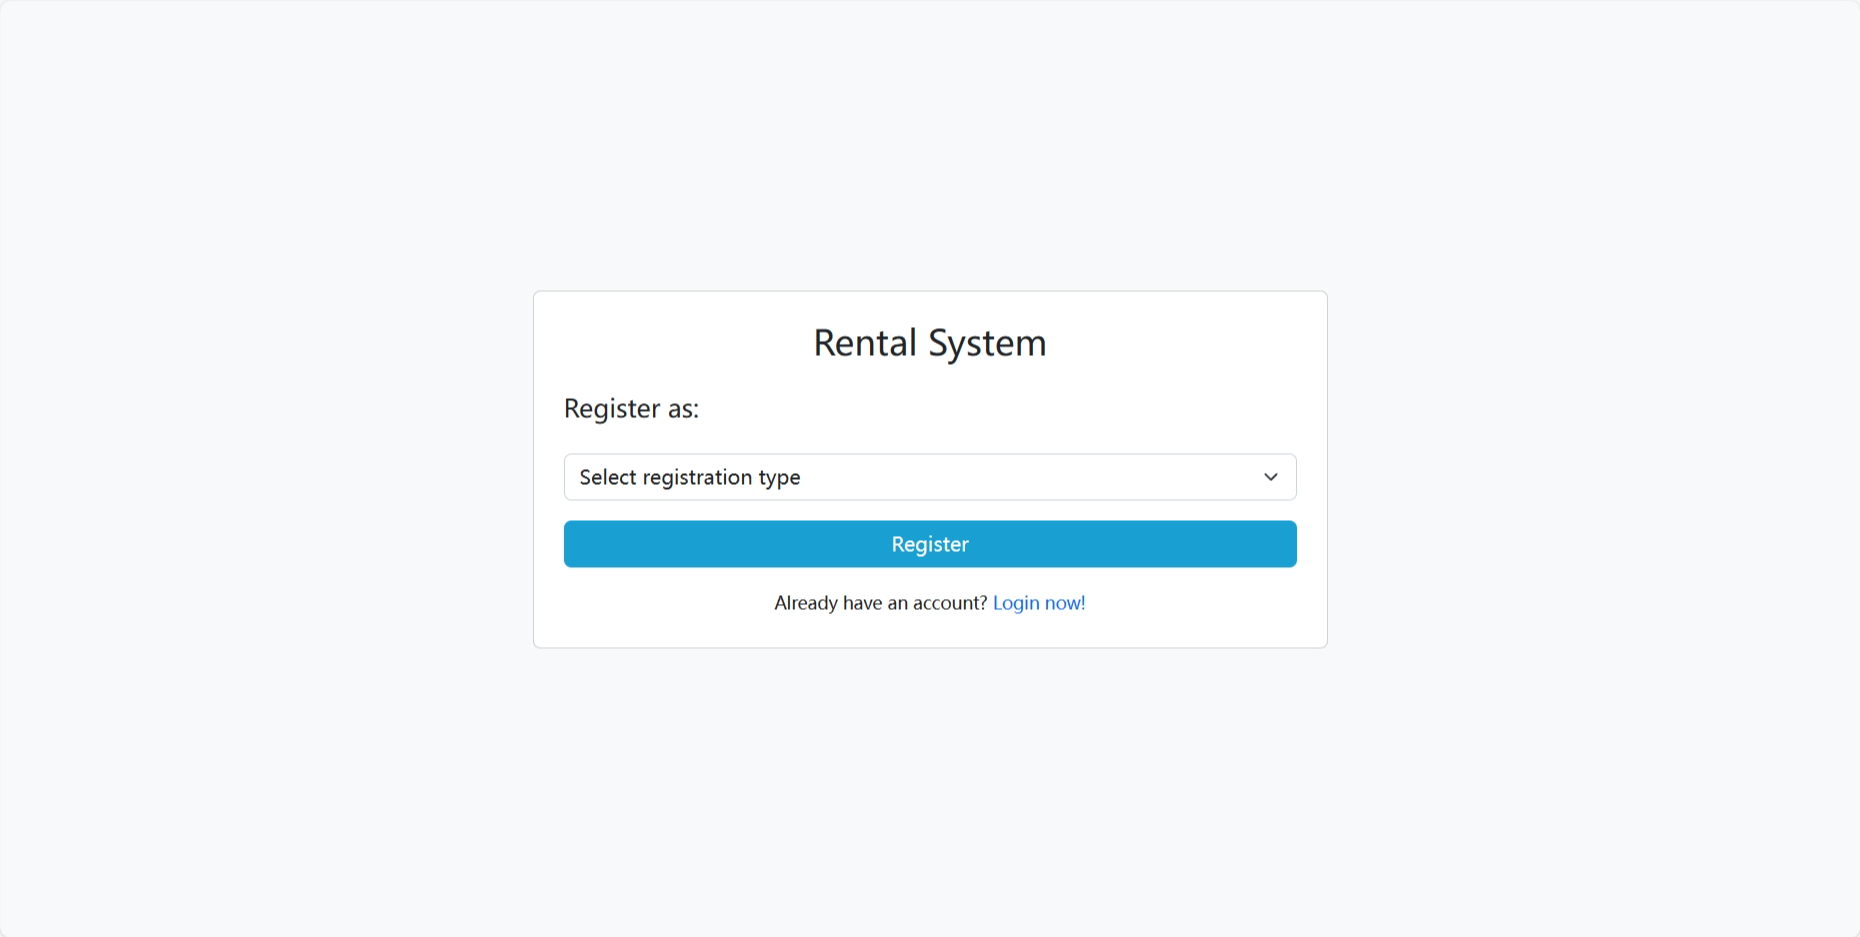 Rental System
Register as:
Select registration type
Register
Already have an account? Login now!